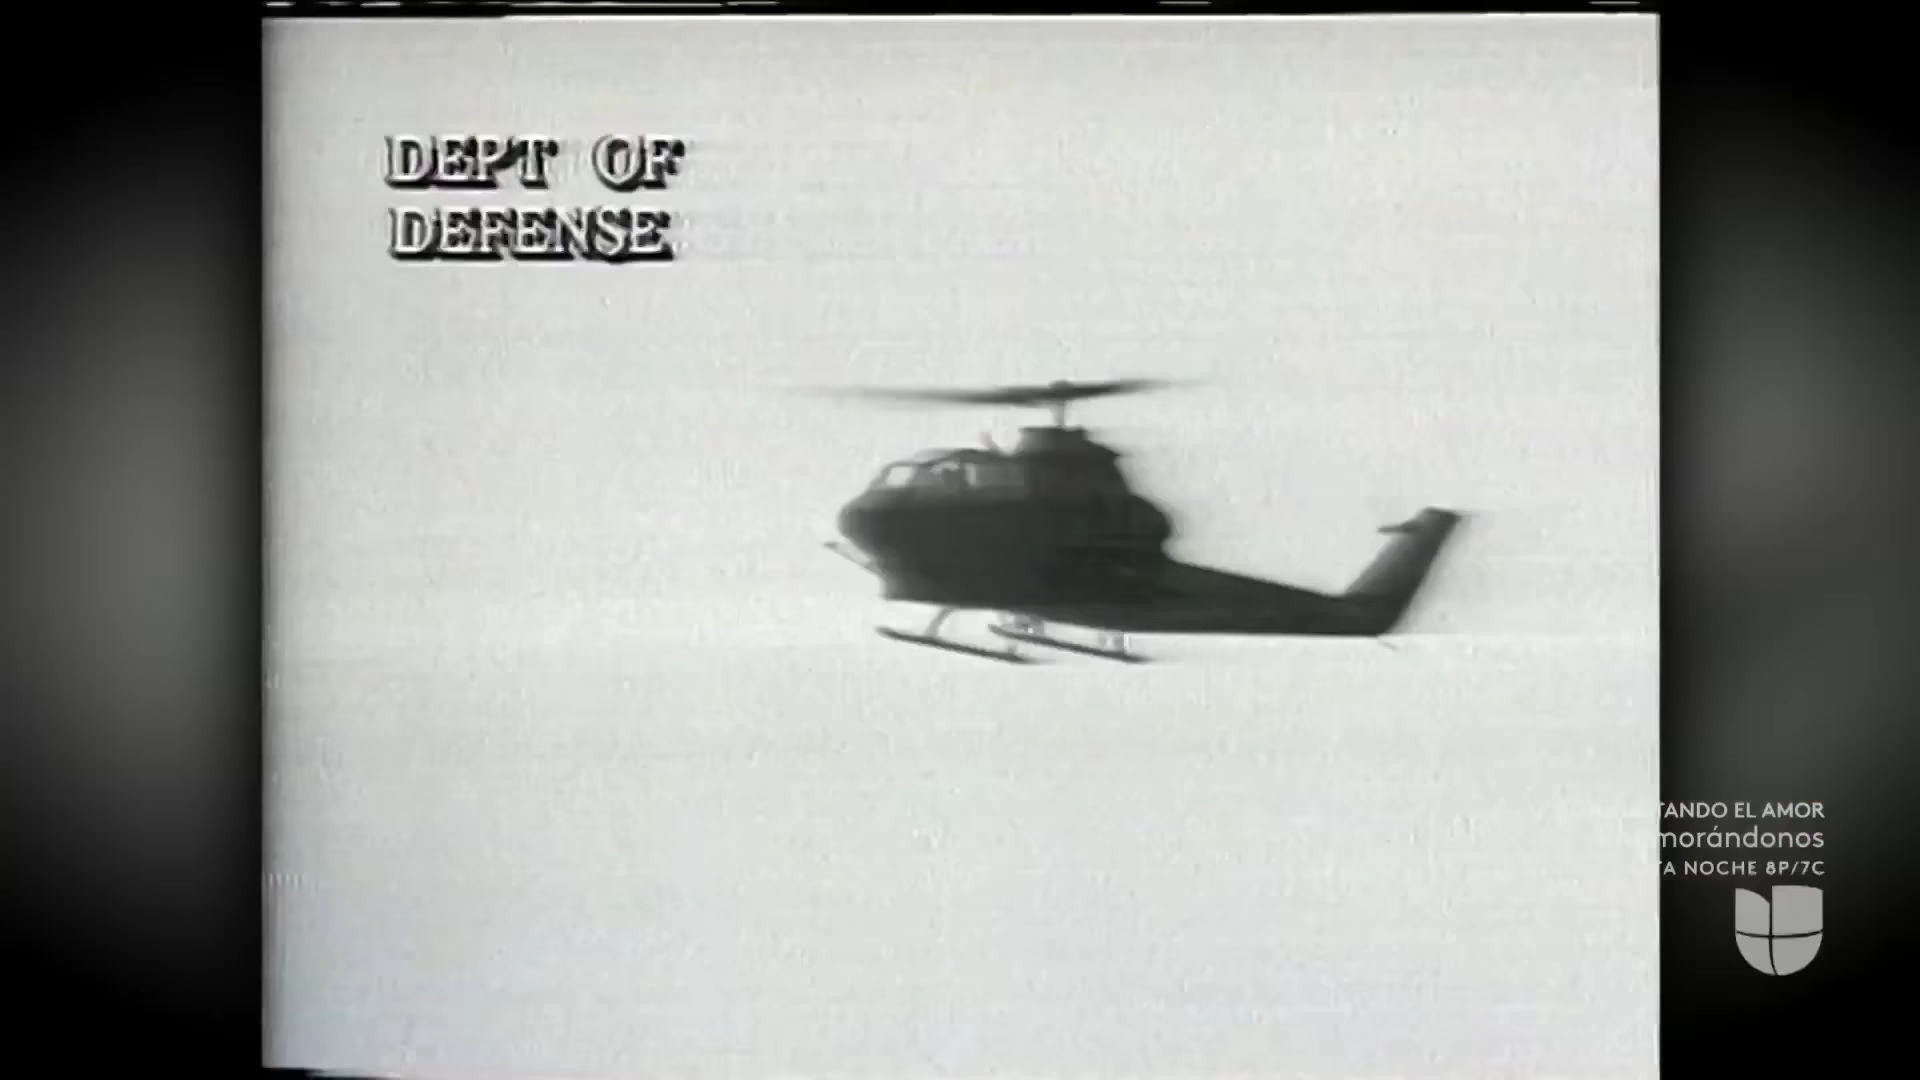 DEPT OF
DEFENSE
TANDO EL AMOR
morándonos
TA NOCHE 8P/7C